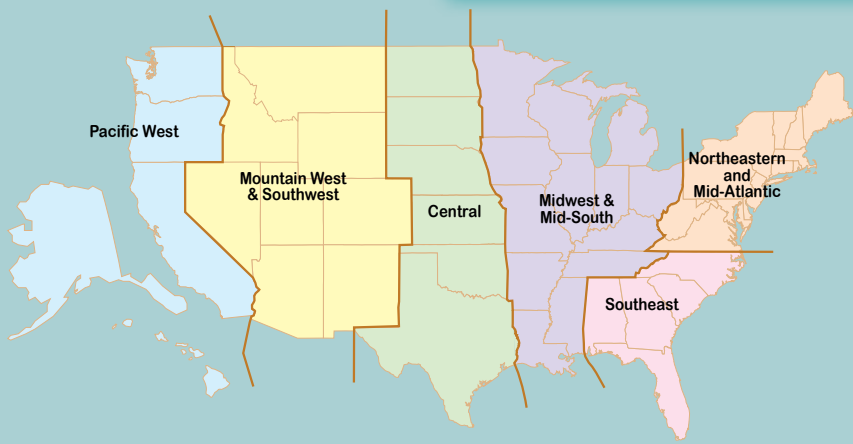 Pacific West
Mountain West
& Southwest
Central
Midwest &
Mid-South
Northeastern
and
Mid-Atlantic
Southeast